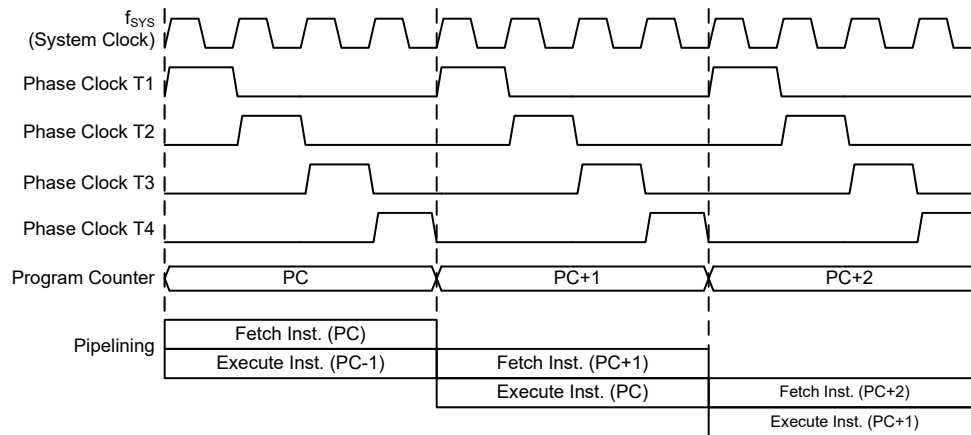 fSYS
(System Clock)
Phase Clock T1
Phase Clock T2
Phase Clock T3
Phase Clock T4
Program Counter PC PC+1 PC+2
Fetch Inst. (PC)
Pipelining
Execute Inst. (PC-1) Fetch Inst. (PC+1)
Execute Inst. (PC) Fetch Inst. (PC+2)
Execute Inst. (PC+1)